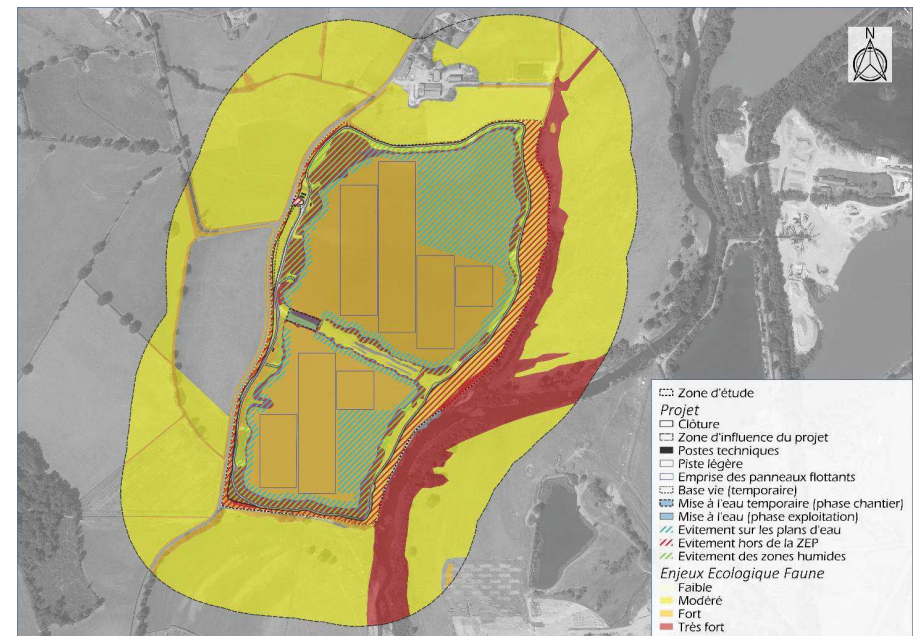 N
Zone d'étude
Projet
Clôture
Zone d'influence du projet
Postes techniques
Piste légère
Emprise des panneaux flottants
Base vie (temporaire)
Mise à l'eau temporaire (phase chantier)
Mise à l'eau (phase exploitation)
Evitement sur les plans d'eau
Evitement hors de la ZEP
Evitement des zones humides
Enjeux Ecologique Faune
Faible
Modéré
Fort
Très fort